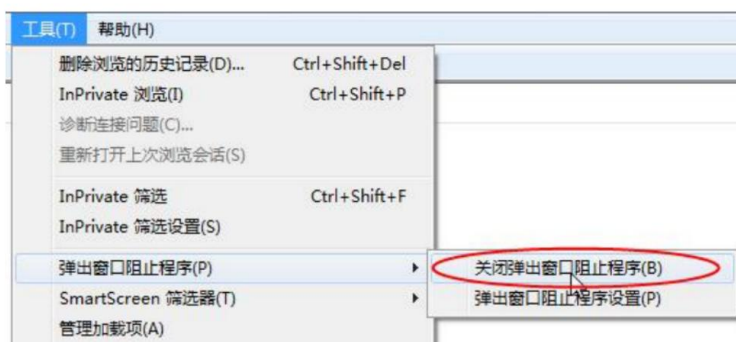 工具(T) 帮助(H)
删除浏览的历史记录(D)... Ctrl+Shift+Del
InPrivate 浏览(I) Ctrl+Shift+P
诊断连接问题(C)...
重新打开上次浏览会话(S)
InPrivate 筛选 Ctrl+Shift+F
InPrivate 筛选设置(S)
弹出窗口阻止程序(P) 关闭弹出窗口阻止程序(B)
SmartScreen 筛选器(T) 弹出窗口阻止程序设置(P)
管理加载项(A)